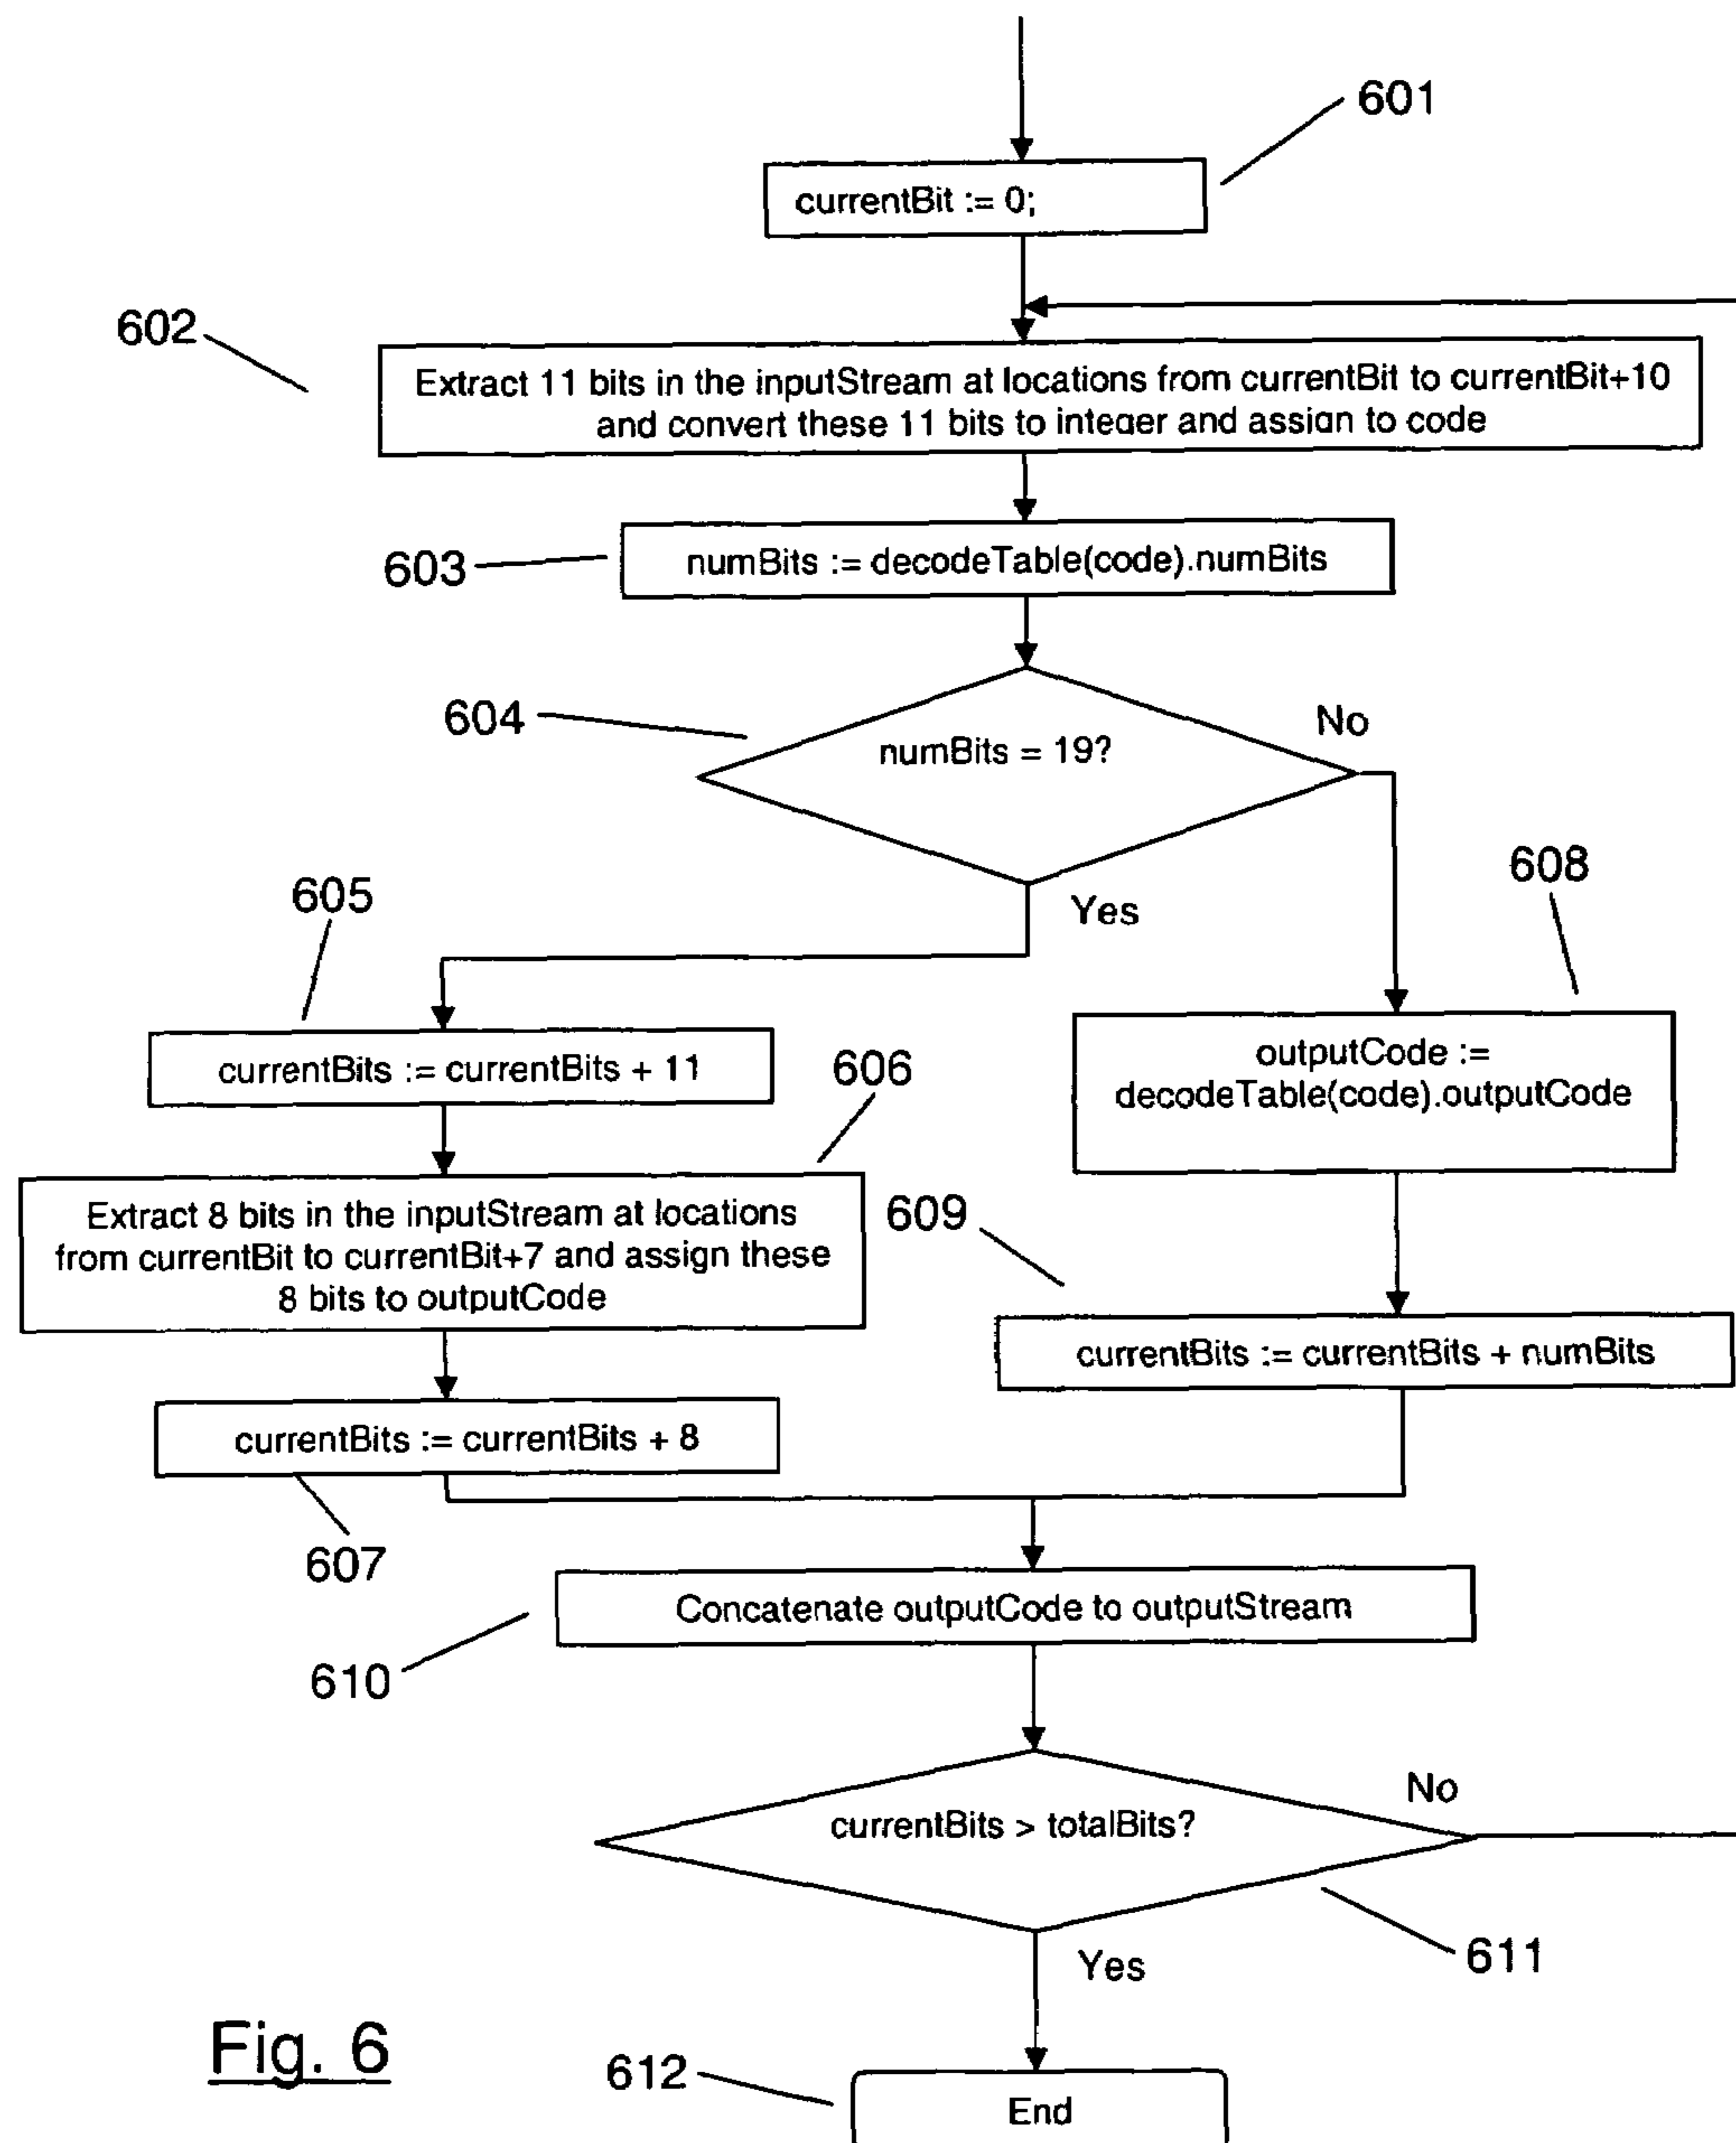 601
currentBit := 0;
602
Extract 11 bits in the inputStream at locations from currentBit to currentBit+10
and convert these 11 bits to integer and assign to code
603
numBits := decodeTable(code).numBits
604
No
numBits = 19?
608
605
Yes
outputCode :=
decodeTable(code).outputCode
currentBits := currentBits + 11
606
Extract 8 bits in the inputStream at locations
from currentBit to currentBit+7 and assign these
8 bits to outputCode
609
currentBits := currentBits + numBits
currentBits := currentBits + 8
607
Concatenate outputCode to outputStream
610
No
currentBits > totalBits?
611
Yes
Fig. 6
612
End